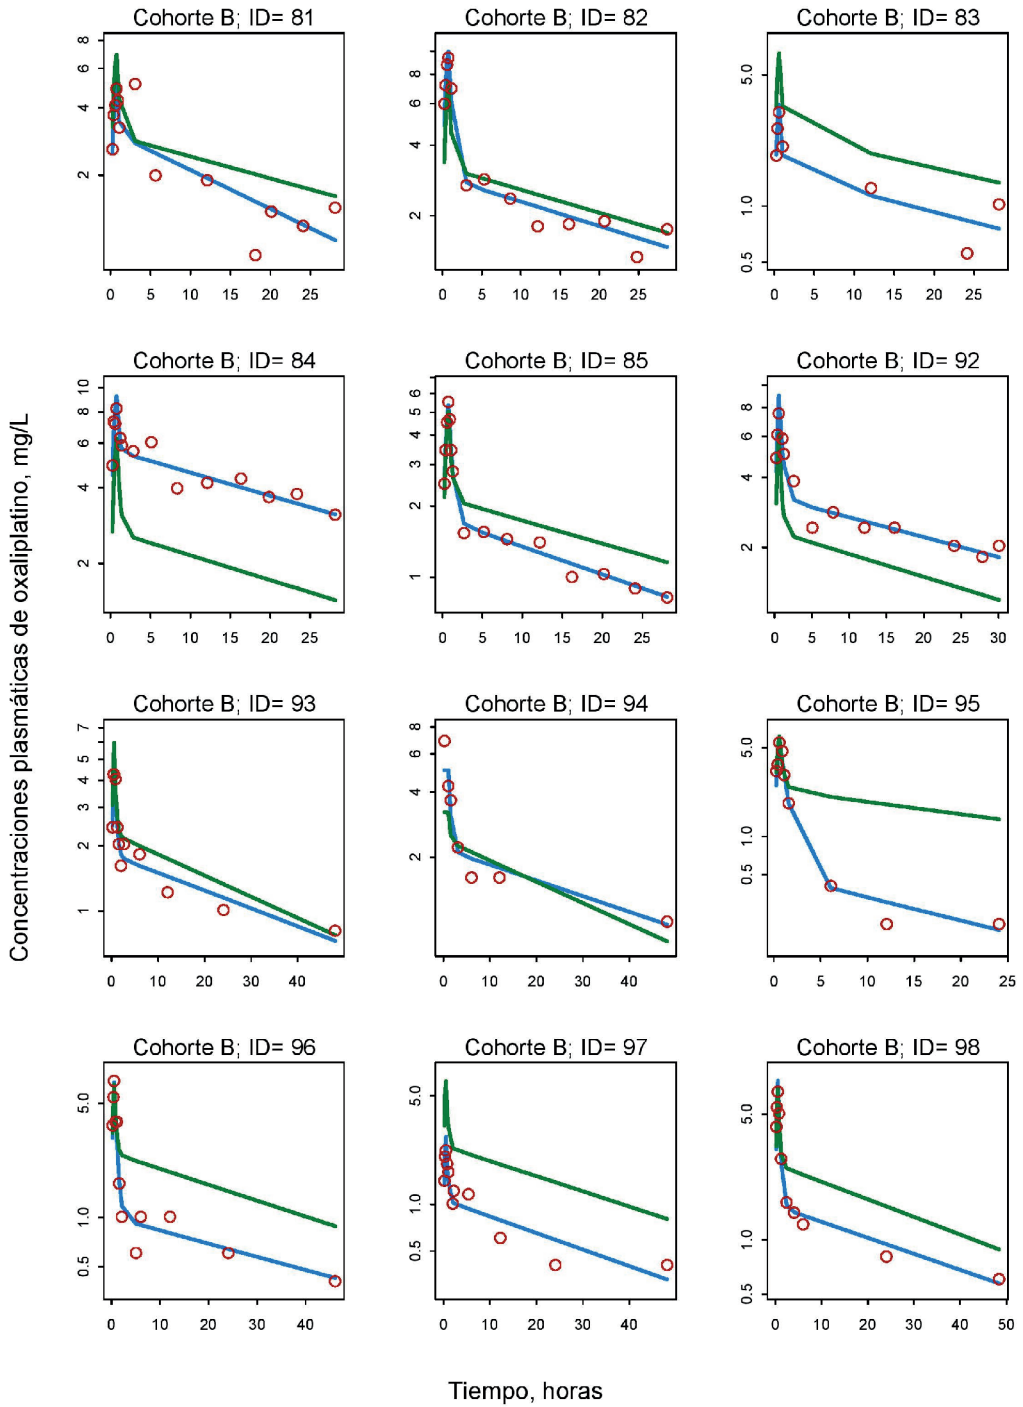 Cohorte B; ID= 81
Cohorte B; ID= 82
Cohorte B; ID= 83
8
6
4
2
0 5 10 15 20 25
8
6
4
2
0 5 10 15 20 25
5.0
1.0
0.5
0 5 15 25
Cohorte B; ID= 84
Cohorte B; ID= 85
Cohorte B; ID= 92
10
8
6
4
2
0 5 10 15 20 25
6
5
4
3
2
1
0 5 10 15 20 25
8
6
4
2
0 5 10 15 20 25 30
Cohorte B; ID= 93
Cohorte B; ID= 94
Cohorte B; ID= 95
7
5
4
3
2
1
0 10 20 30 40
8
6
4
2
0 10 20 30 40
5.0
1.0
0.5
0 5 10 15 20 25
Cohorte B; ID= 96
Cohorte B; ID= 97
Cohorte B; ID= 98
5.0
1.0
0.5
0 10 20 30 40
5.0
1.0
0.5
0 10 20 30 40
5.0
1.0
0.5
0 10 20 30 40 50
Concentraciones plasmáticas de oxaliplatino, mg/L
Tiempo, horas